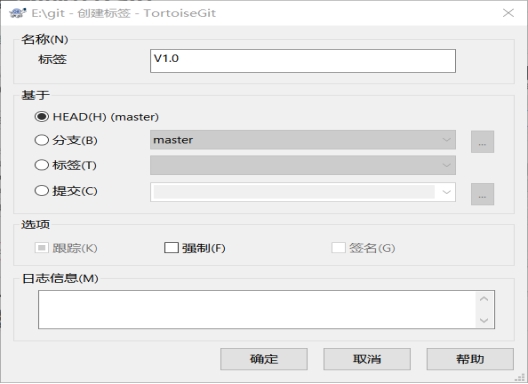 E:\git - 创建标签 - TortoiseGit
名称(N)
标签 V1.0
基于
HEAD(H) (master)
分支(B) master ...
标签(T)
提交(C) ...
选项
跟踪(K) 强制(F) 签名(G)
日志信息(M)
确定 取消 帮助